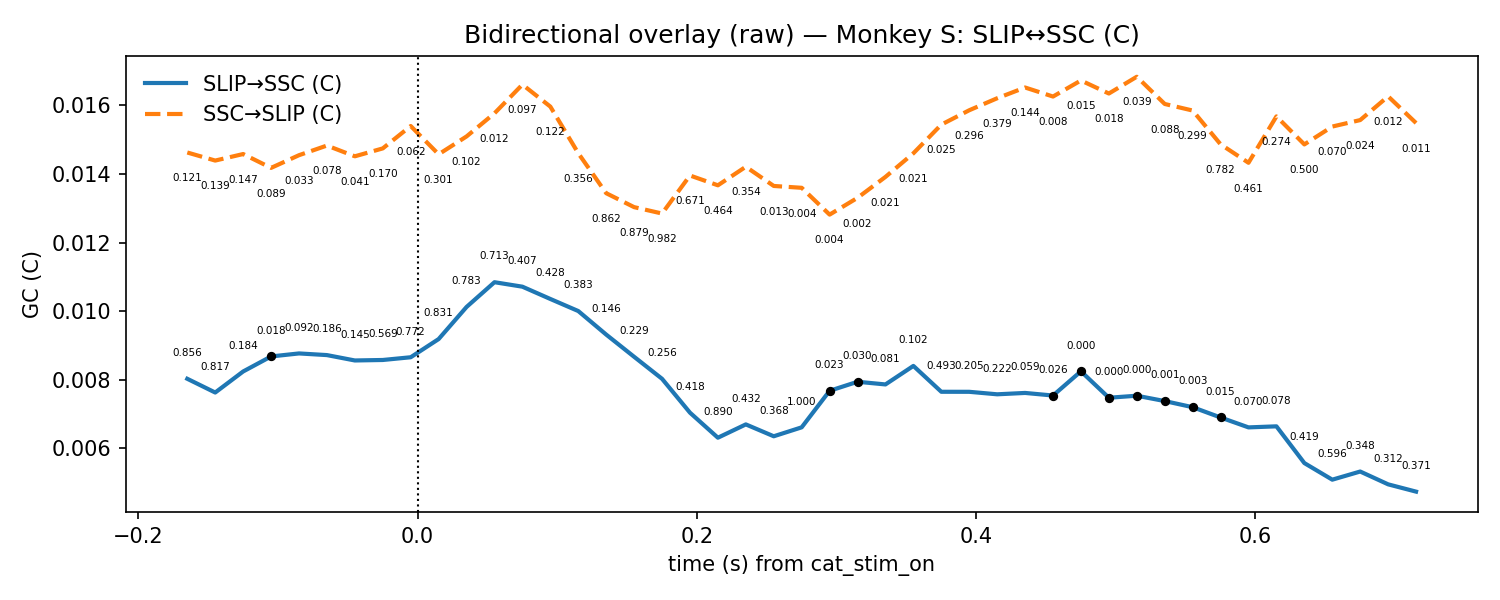 Bidirectional overlay (raw) — Monkey S: SLIP↔SSC (C)
SLIP→SSC (C)
SSC→SLIP (C)
GC (C)
0.016
0.014
0.012
0.010
0.008
0.006
0.121 0.139 0.147 0.089 0.033 0.078 0.041 0.170 0.062 0.301 0.102 0.012 0.097 0.122 0.356 0.862 0.879 0.982 0.671 0.464 0.354 0.013 0.004 0.004 0.002 0.021 0.021 0.025 0.296 0.379 0.144 0.008 0.015 0.018 0.039 0.088 0.299 0.782 0.461 0.274 0.500 0.070 0.024 0.012 0.011
0.856 0.817 0.184 0.018 0.092 0.186 0.145 0.569 0.772 0.831 0.783 0.713 0.407 0.428 0.383 0.146 0.229 0.256 0.418 0.890 0.432 0.368 1.000 0.023 0.030 0.081 0.102 0.493 0.205 0.222 0.059 0.026 0.000 0.000 0.000 0.001 0.003 0.015 0.070 0.078 0.419 0.596 0.348 0.312 0.371
−0.2 0.0 0.2 0.4 0.6
time (s) from cat_stim_on